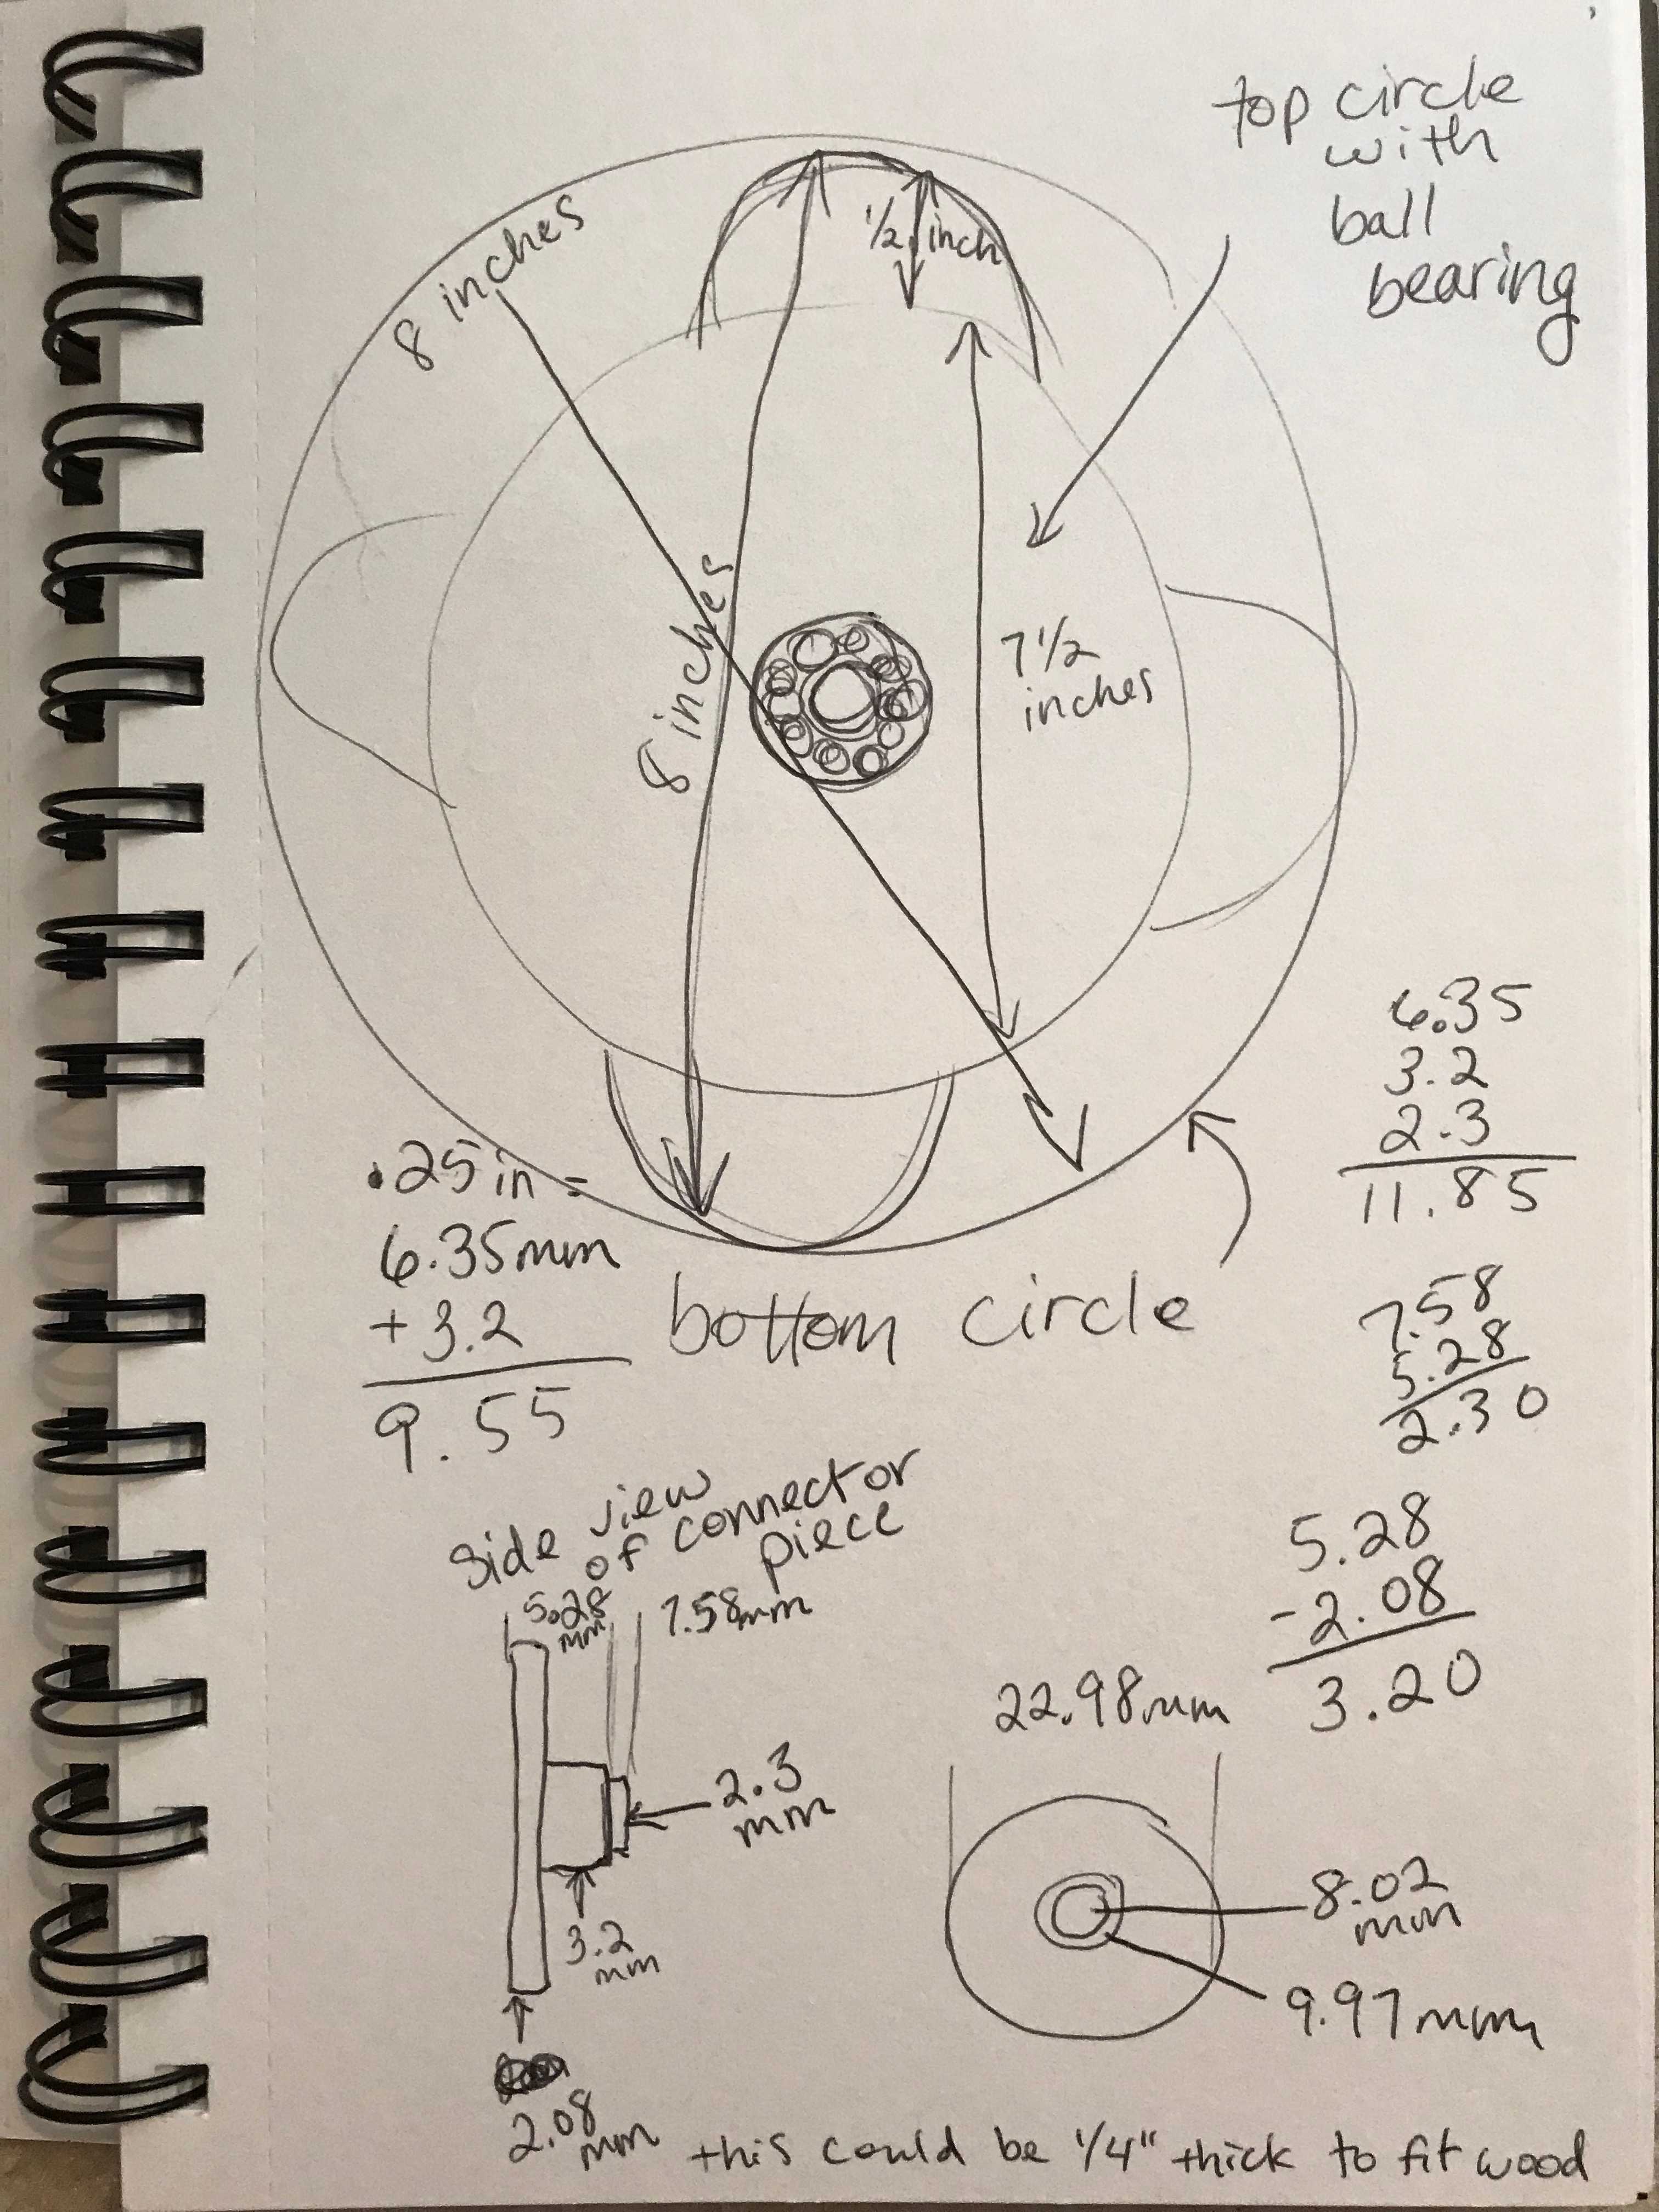 top circle
with
ball
bearing
8 inches
1/2 inch
8 inches
7 1/2
inches
6.35
3.2
2.3
11.85
.25 in =
6.35mm
+ 3.2
9.55
bottom circle
7.58
5.28
2.30
side view
of connector
piece
5.28
mm
7.58mm
5.28
- 2.08
3.20
22.98mm
2.3
mm
3.2
mm
8.02
mm
9.97mm
2.08
mm
this could be 1/4" thick to fit wood